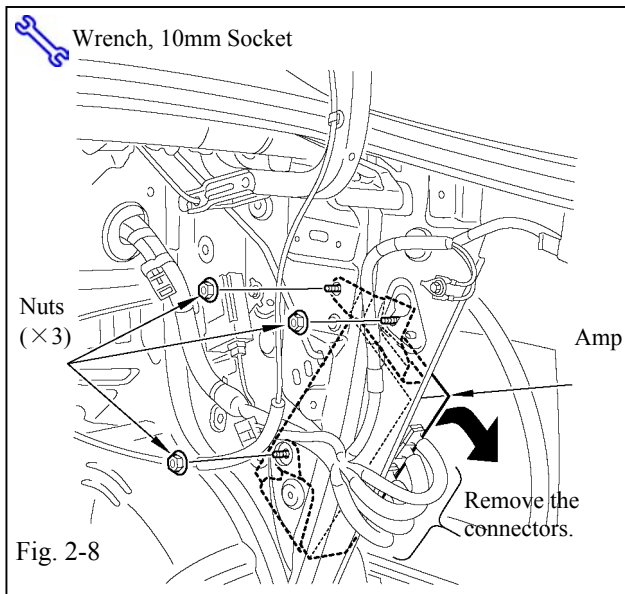 Wrench, 10mm Socket
Nuts
(×3)
Amp
Remove the
connectors.
Fig. 2-8